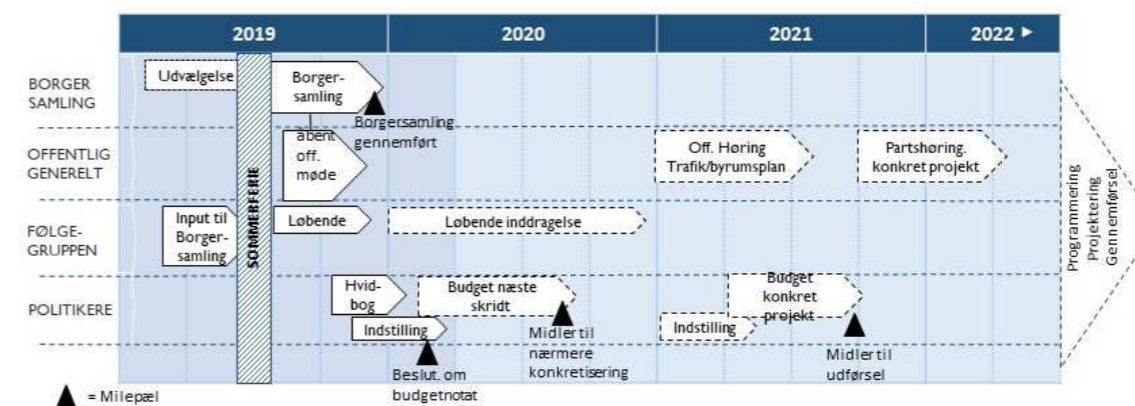 2019
2020
2021
2022 ►
BORGER
SAMLING
Udvælgelse
Borger-
samling
Borgersamling
gennemført
OFFENTLIG
GENERELT
åbent
off.
møde
Off. Høring
Trafik/byrumsplan
Partshøring.
konkret projekt
SOMMERFERIE
FØLGE-
GRUPPEN
Input til
Borger-
samling
Løbende
Løbende inddragelse
POLITIKERE
Hvid-
bog
Indstilling
Budget næste
skridt
Beslut. om
budgetnotat
Midler til
nærmere
konkretisering
Indstilling
Budget
konkret
projekt
Midler til
udførsel
Programmering
Projektering
Gennemførsel
= Milepæl